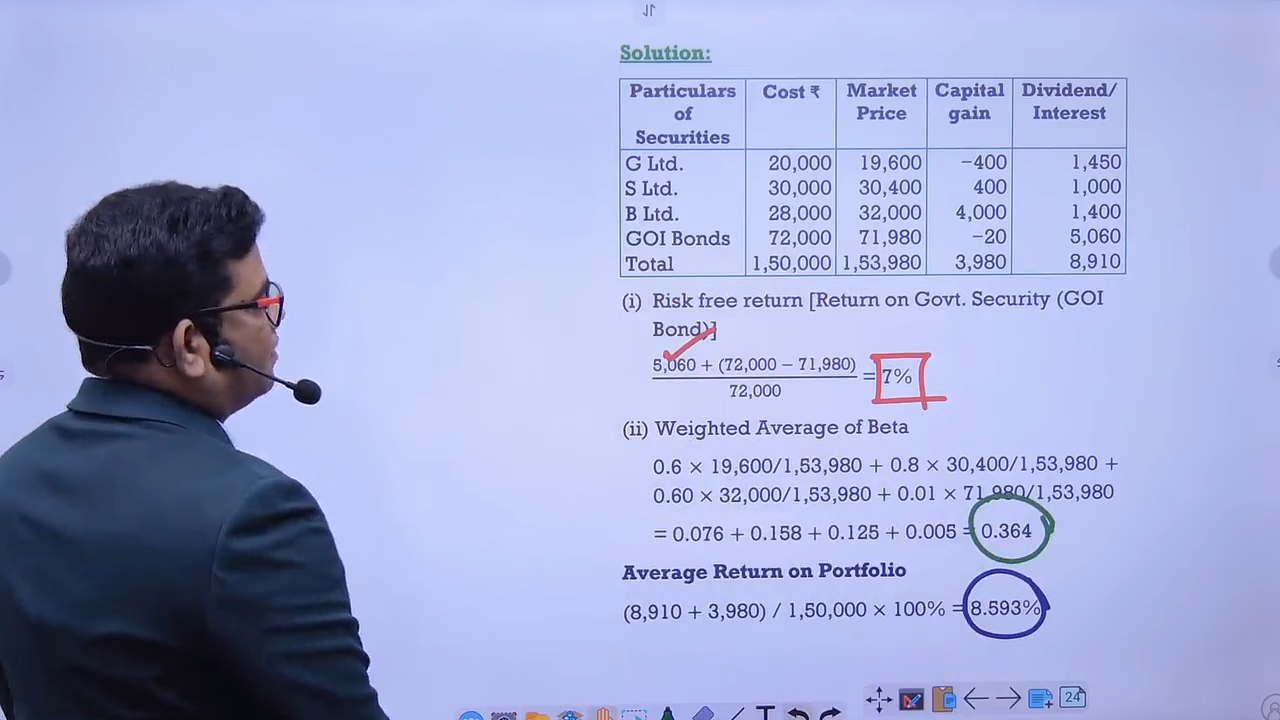 Solution:
Particulars of Securities Cost ₹ Market Price Capital gain Dividend/ Interest
G Ltd. 20,000 19,600 −400 1,450
S Ltd. 30,000 30,400 400 1,000
B Ltd. 28,000 32,000 4,000 1,400
GOI Bonds 72,000 71,980 −20 5,060
Total 1,50,000 1,53,980 3,980 8,910
(i) Risk free return [Return on Govt. Security (GOI
Bond)]
5,060 + (72,000 − 71,980)
72,000
= 7%
(ii) Weighted Average of Beta
0.6 × 19,600/1,53,980 + 0.8 × 30,400/1,53,980 +
0.60 × 32,000/1,53,980 + 0.01 × 71,980/1,53,980
= 0.076 + 0.158 + 0.125 + 0.005 = 0.364
Average Return on Portfolio
(8,910 + 3,980) / 1,50,000 × 100% = 8.593%
24